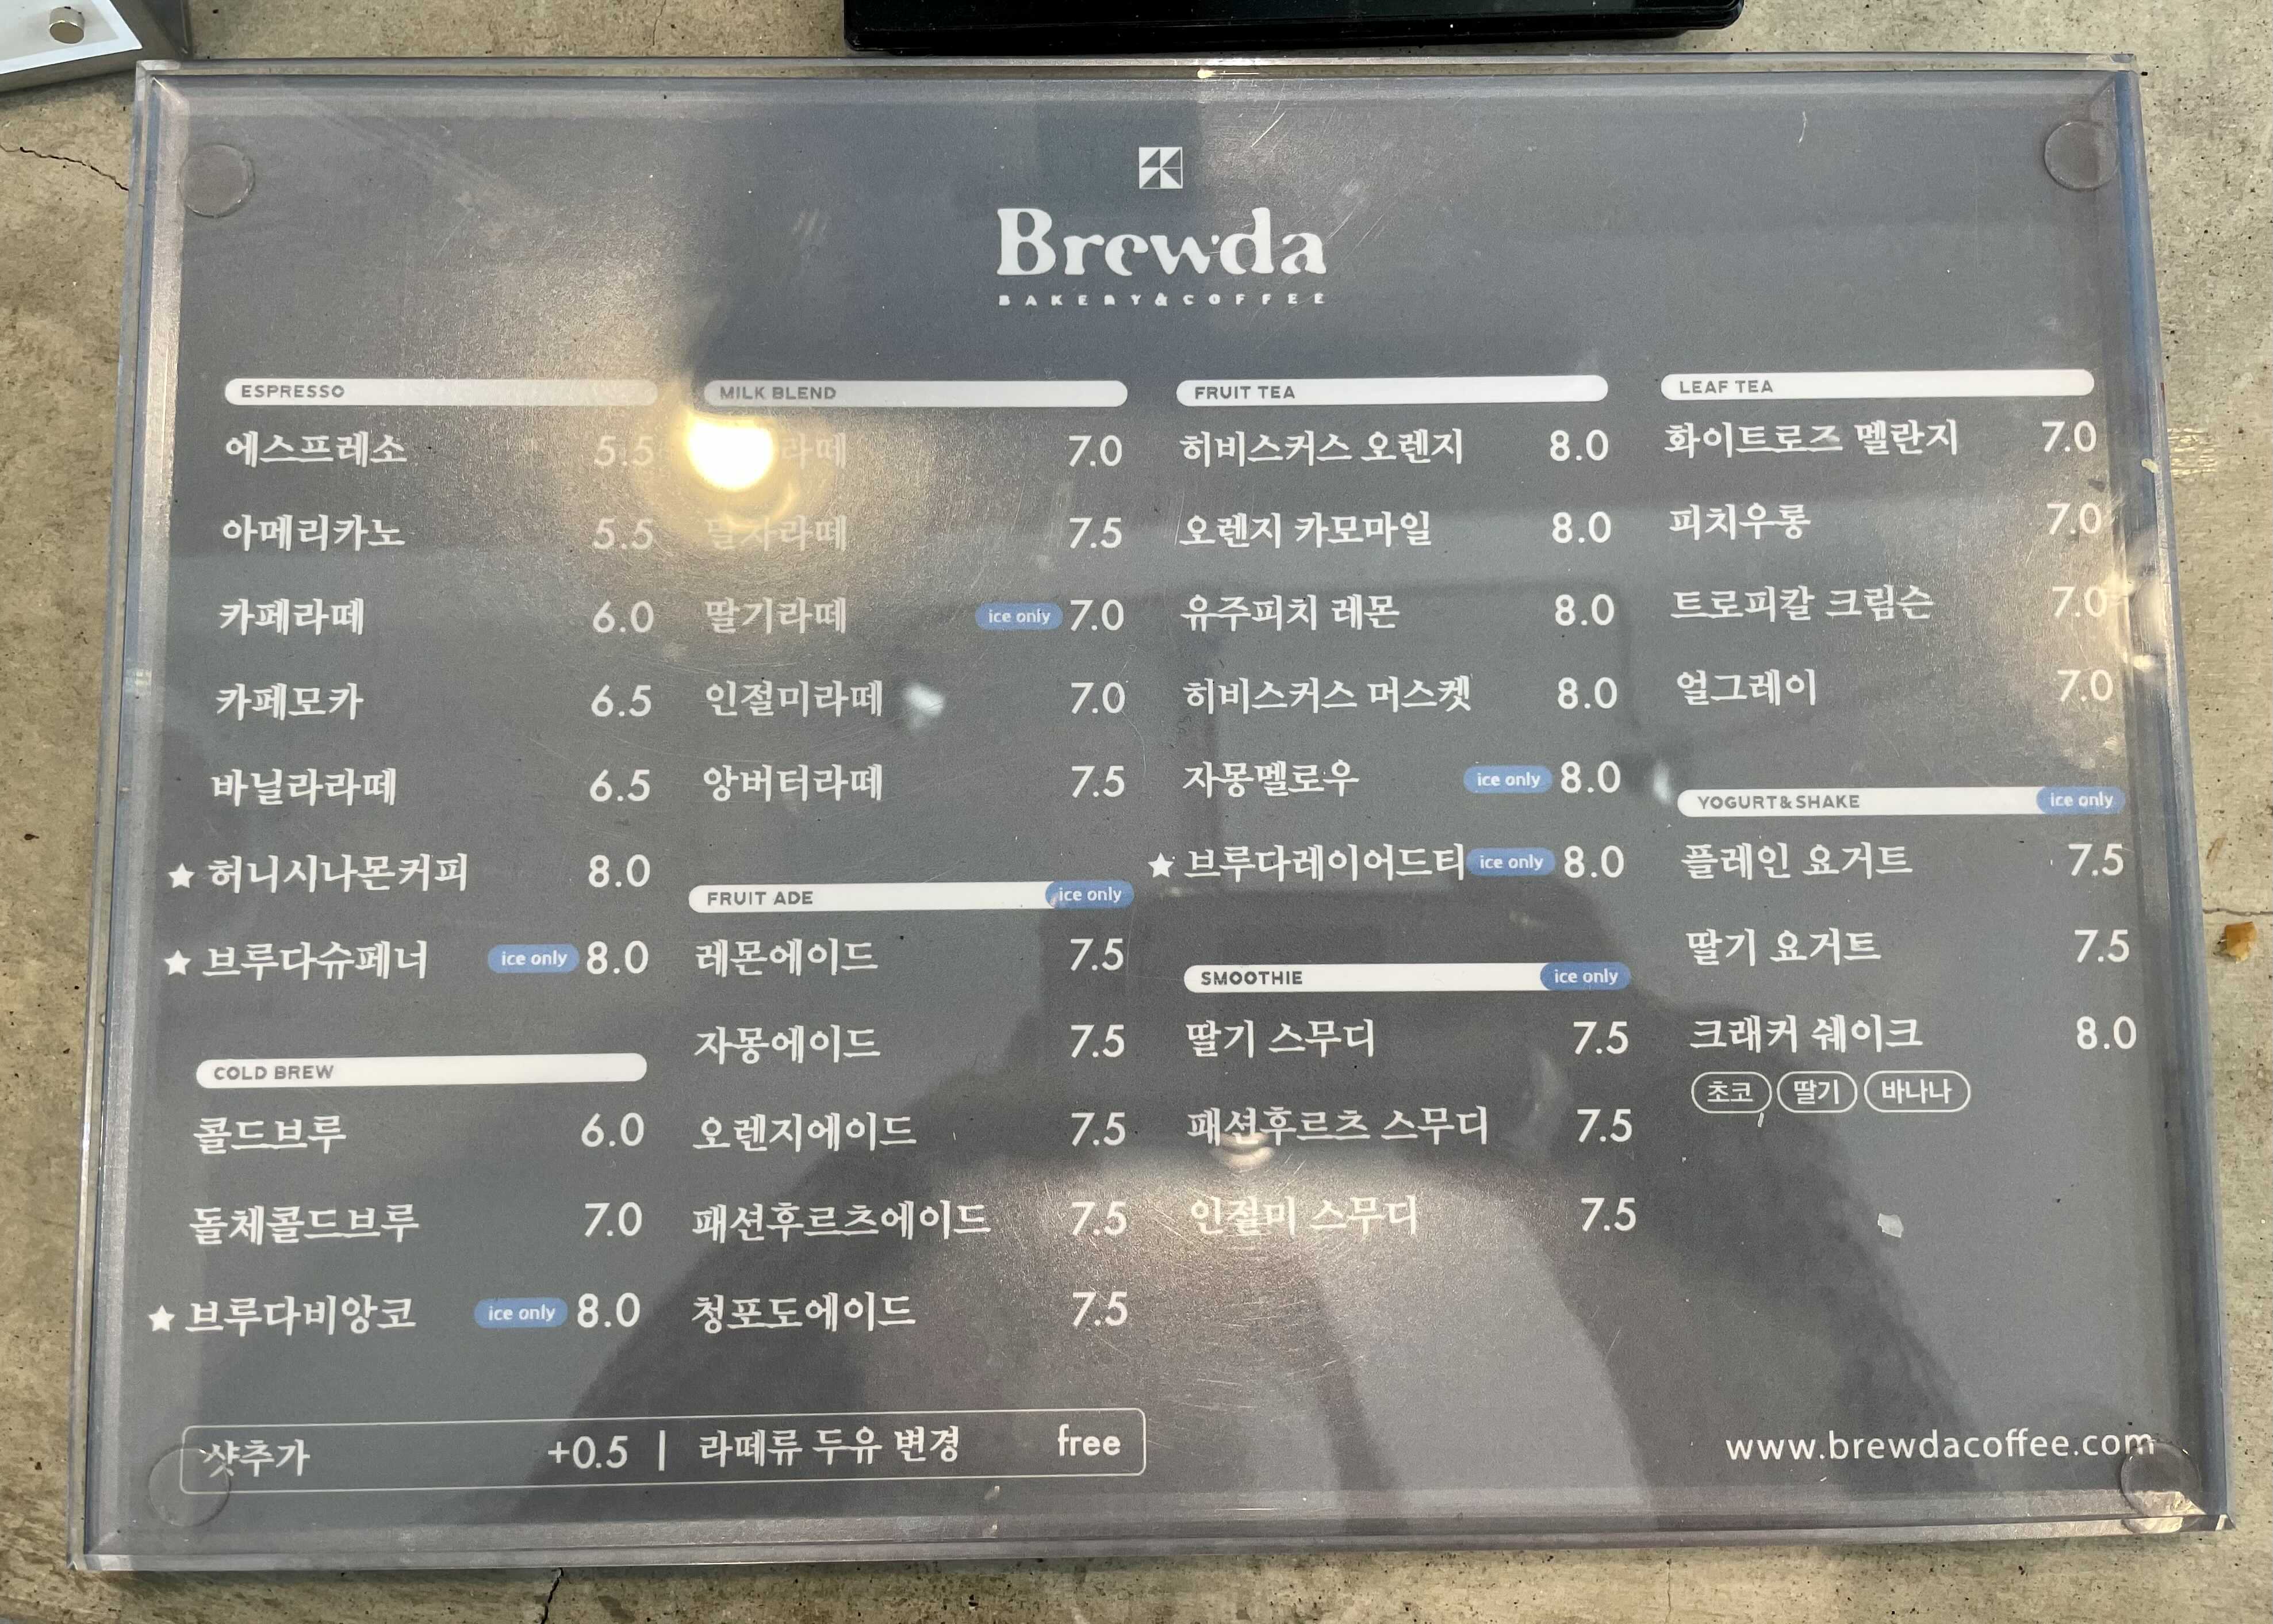 Brewda
BAKERY&COFFEE
ESPRESSO
에스프레소 5.5
아메리카노 5.5
카페라떼 6.0
카페모카 6.5
바닐라라떼 6.5
★ 허니시나몬커피 8.0
★ 브루다슈페너 ice only 8.0
COLD BREW
콜드브루 6.0
돌체콜드브루 7.0
★ 브루다비앙코 ice only 8.0
MILK BLEND
7.0
7.5
딸기라떼 ice only 7.0
인절미라떼 7.0
앙버터라떼 7.5
FRUIT ADE ice only
레몬에이드 7.5
자몽에이드 7.5
오렌지에이드 7.5
패션후르츠에이드 7.5
청포도에이드 7.5
FRUIT TEA
히비스커스 오렌지 8.0
오렌지 카모마일 8.0
유주피치 레몬 8.0
히비스커스 머스켓 8.0
자몽멜로우 ice only 8.0
★ 브루다레이어드티 ice only 8.0
SMOOTHIE ice only
딸기 스무디 7.5
패션후르츠 스무디 7.5
인절미 스무디 7.5
LEAF TEA
화이트로즈 멜란지 7.0
피치우롱 7.0
트로피칼 크림슨 7.0
얼그레이 7.0
YOGURT&SHAKE ice only
플레인 요거트 7.5
딸기 요거트 7.5
크래커 쉐이크 8.0
초코 딸기 바나나
샷추가 +0.5 | 라떼류 두유 변경 free
www.brewdacoffee.com